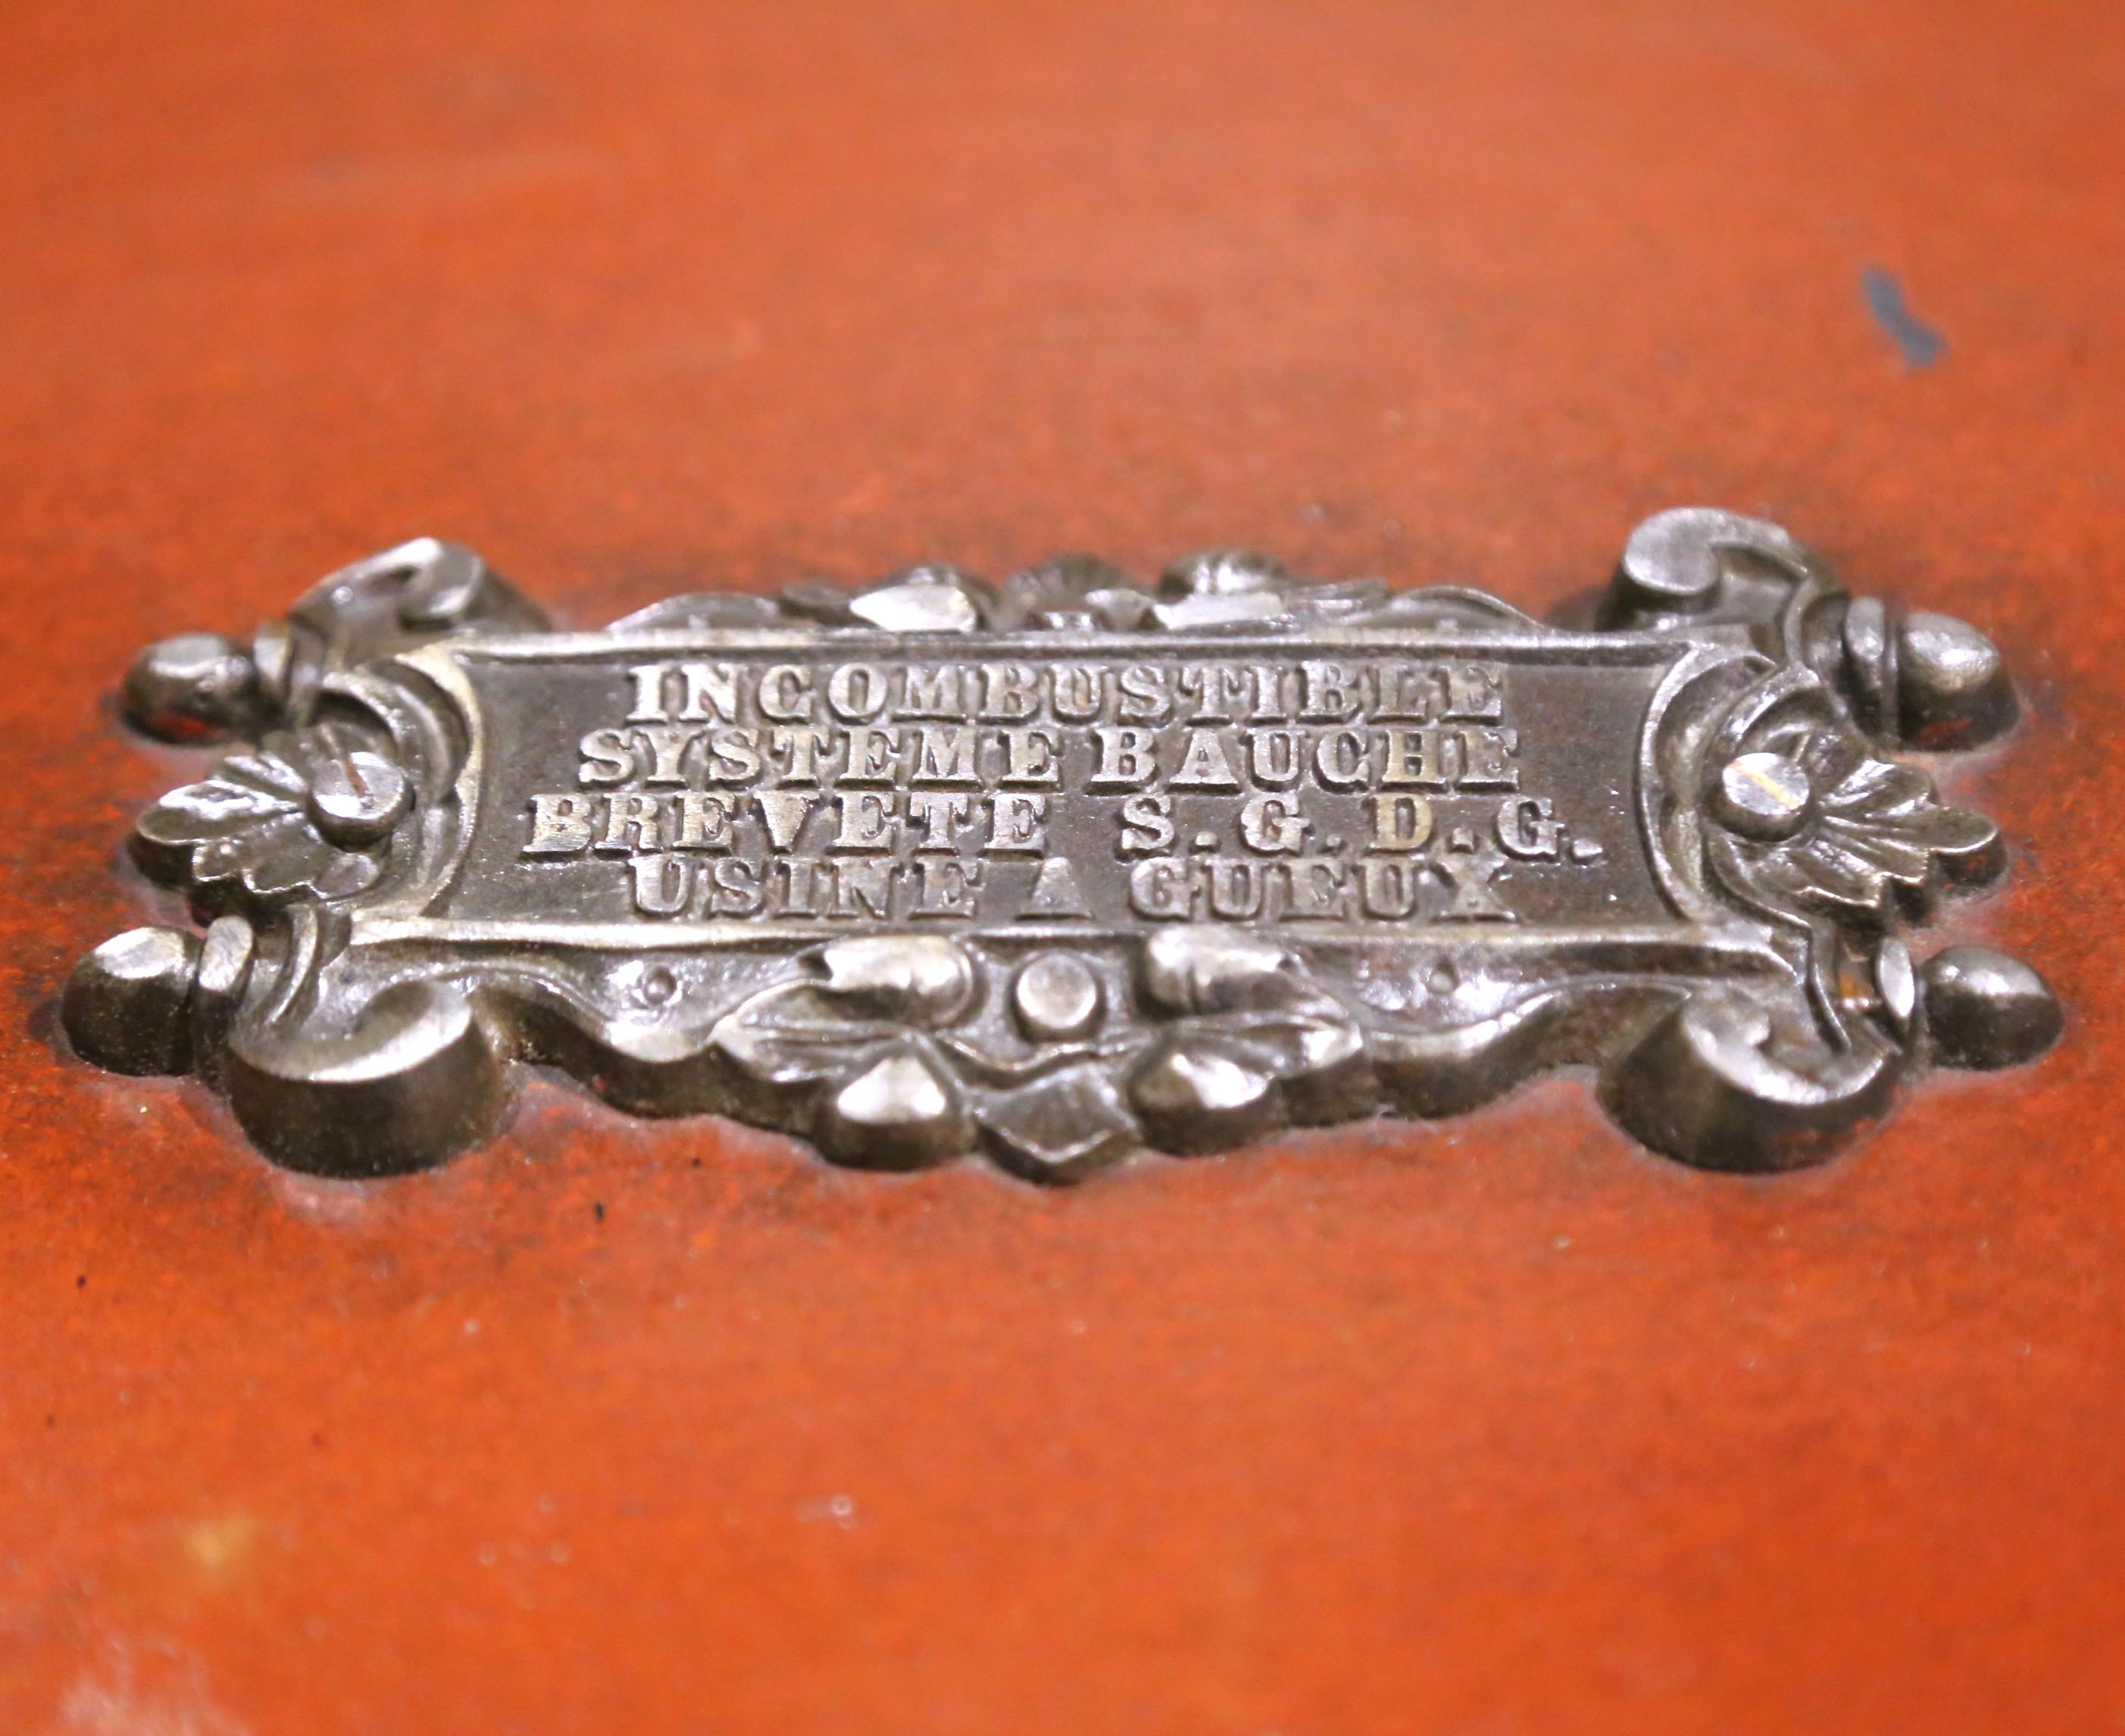 INCOMBUSTIBLE
SYSTEME BAUCHE
BREVETE S.G.D.G.
USINE A GUEUX